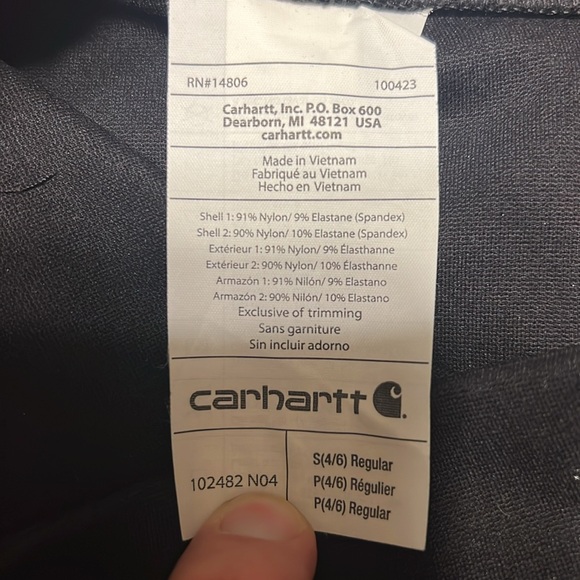 RN#14806 100423
Carhartt, Inc. P.O. Box 600
Dearborn, MI 48121 USA
carhartt.com
Made in Vietnam
Fabriqué au Vietnam
Hecho en Vietnam
Shell 1: 91% Nylon/ 9% Elastane (Spandex)
Shell 2: 90% Nylon/ 10% Elastane (Spandex)
Extérieur 1: 91% Nylon/ 9% Élasthanne
Extérieur 2: 90% Nylon/ 10% Élasthanne
Armazón 1: 91% Nilón/ 9% Elastano
Armazón 2: 90% Nilón/ 10% Elastano
Exclusive of trimming
Sans garniture
Sin incluir adorno
carhartt
102482 N04
S(4/6) Regular
P(4/6) Régulier
P(4/6) Regular